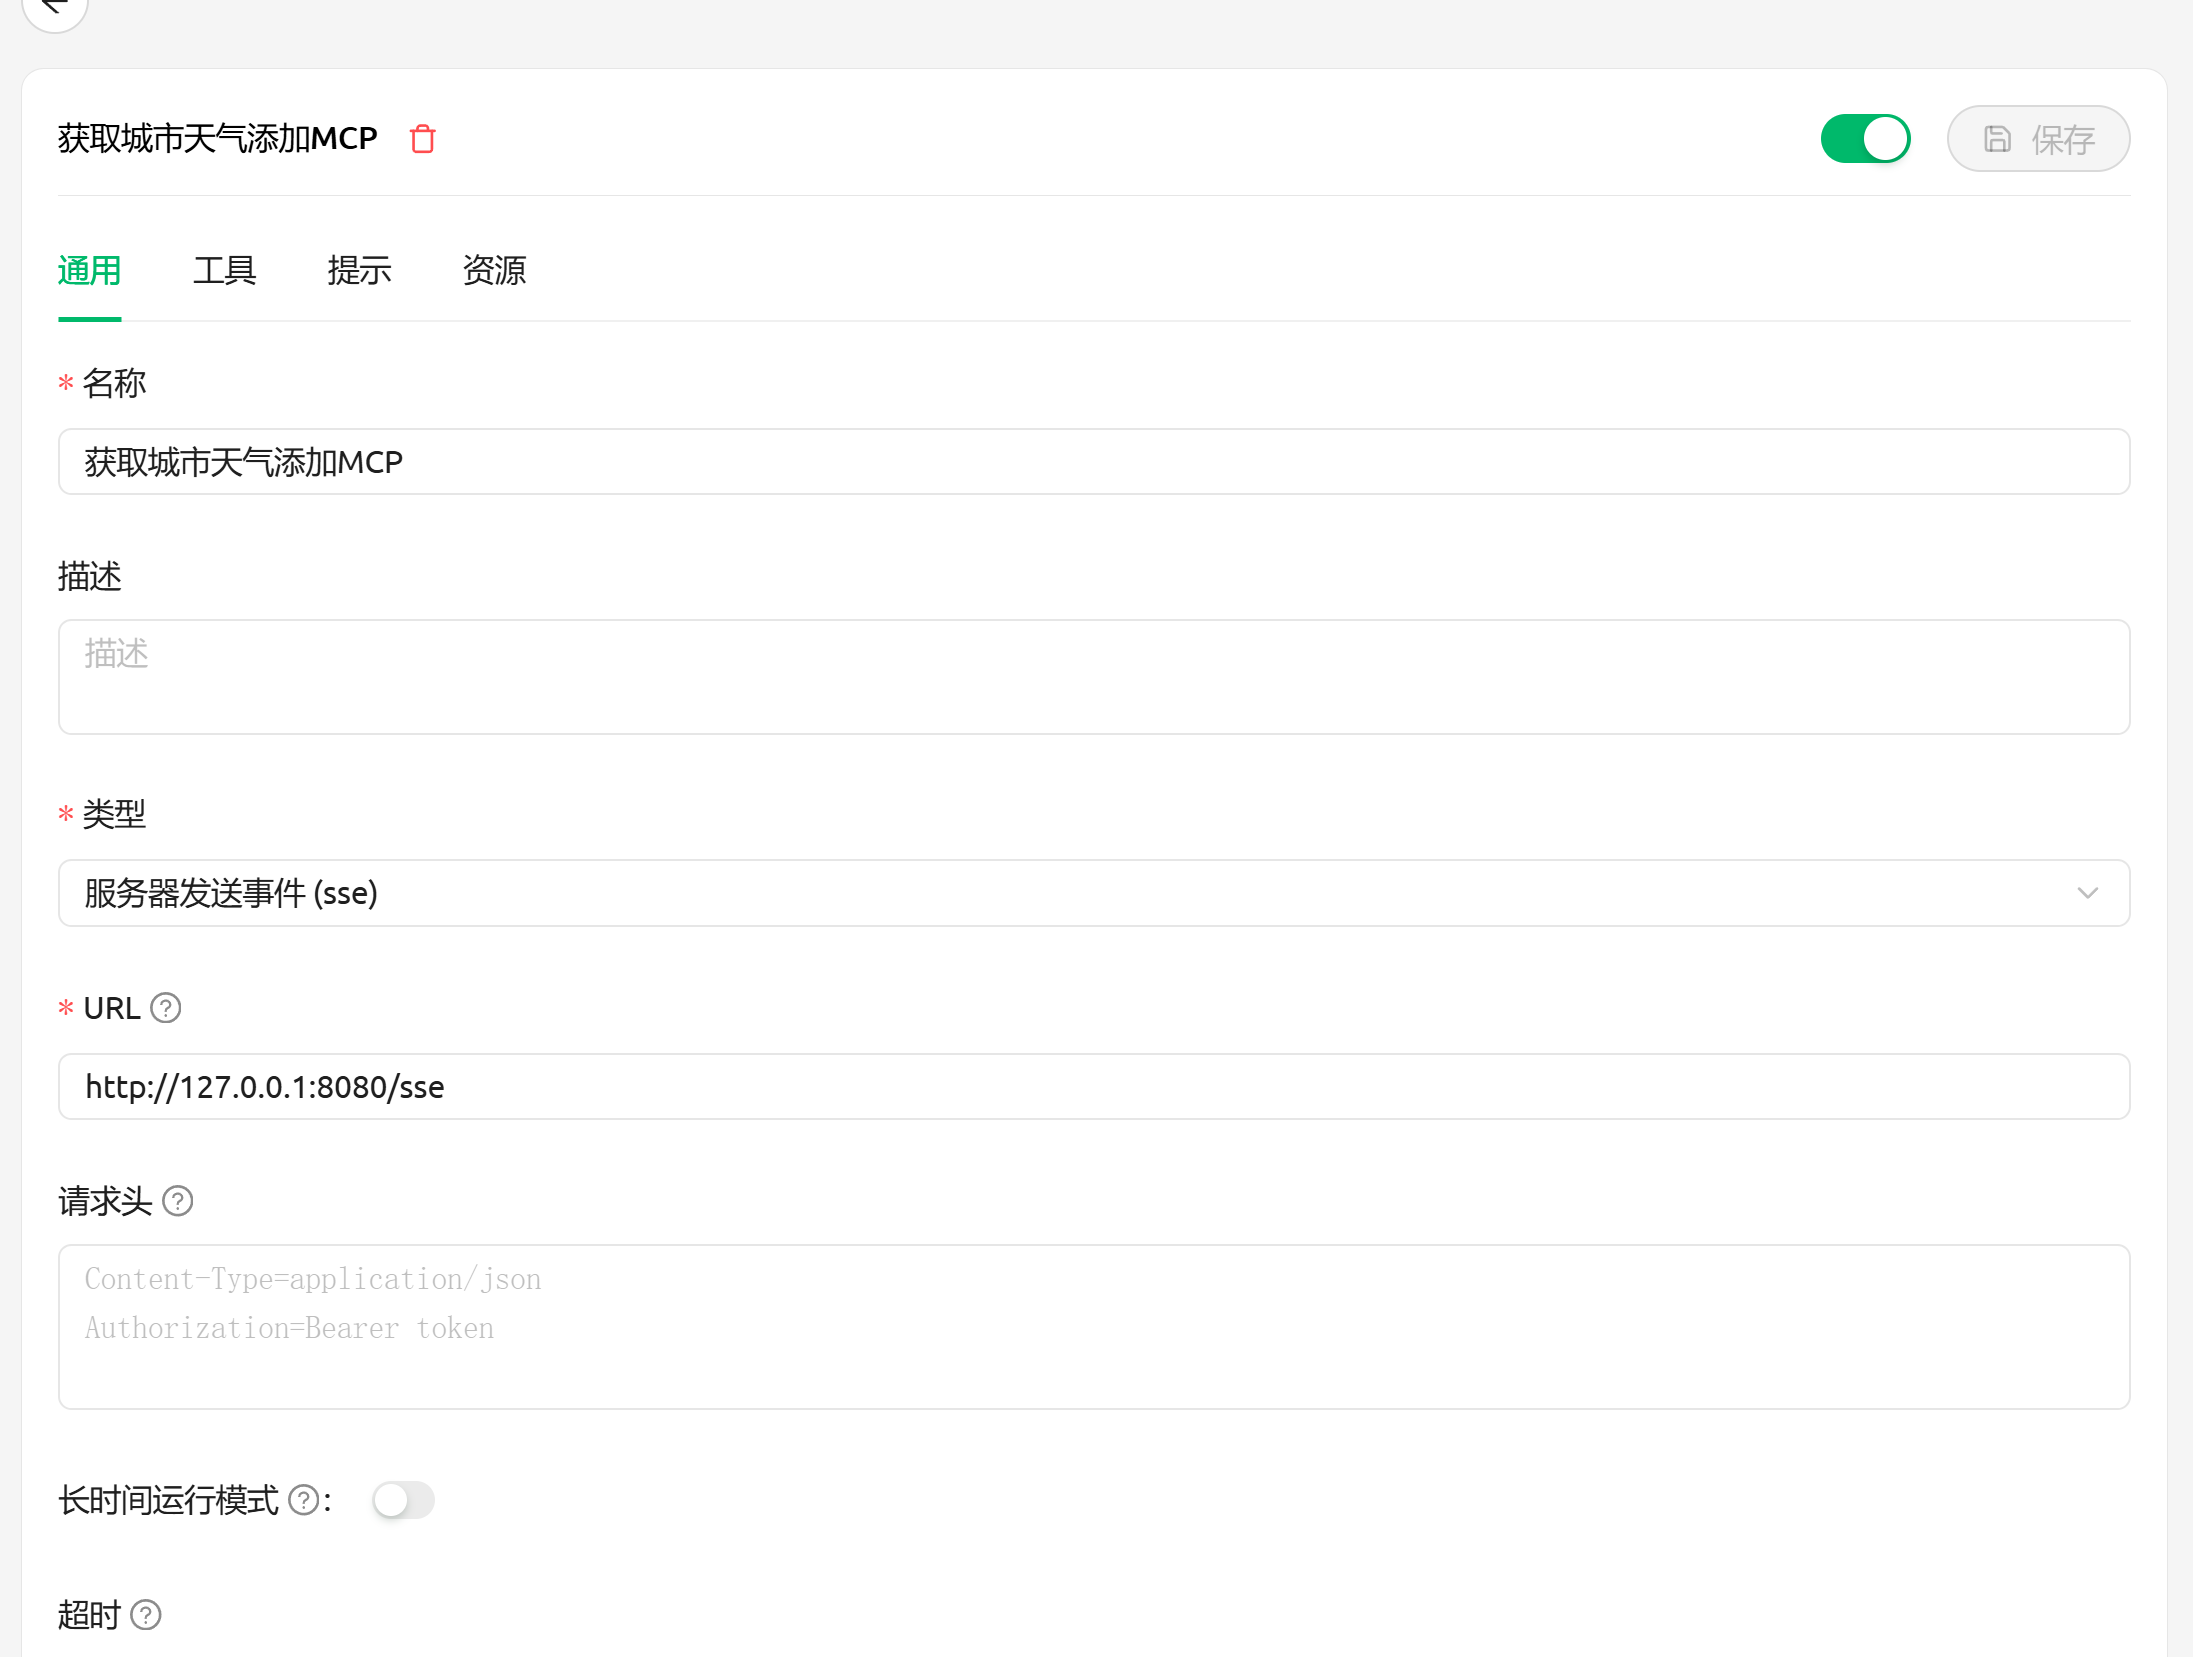 获取城市天气添加MCP
保存
通用 工具 提示 资源
* 名称
获取城市天气添加MCP
描述
描述
* 类型
服务器发送事件 (sse)
* URL ?
http://127.0.0.1:8080/sse
请求头 ?
Content-Type=application/json
Authorization=Bearer token
长时间运行模式 ? :
超时 ?